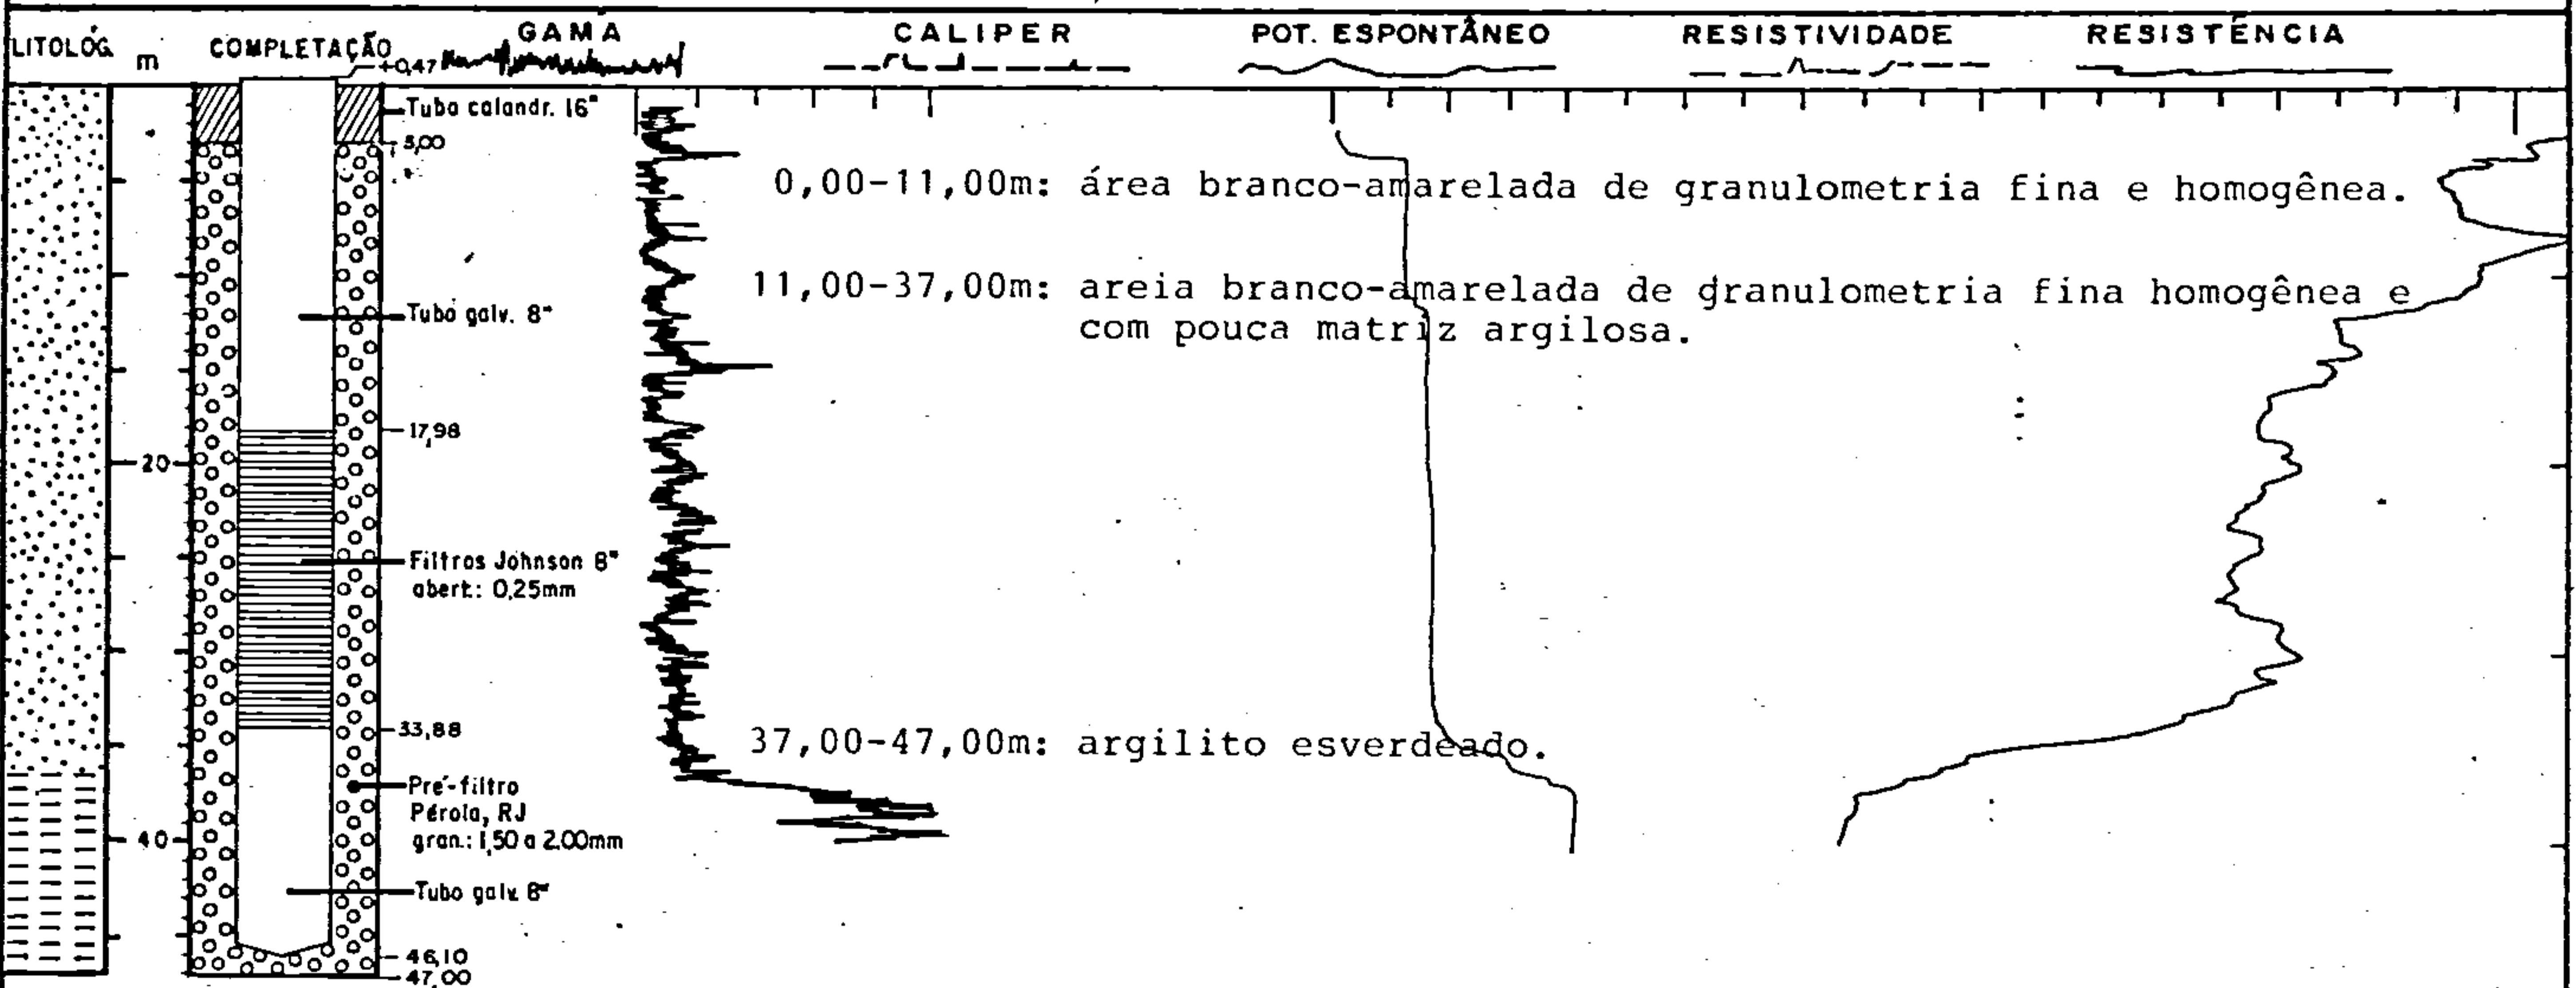 LITOLÓG. m COMPLETAÇÃO GAMA CALIPER POT. ESPONTÂNEO RESISTIVIDADE RESISTÊNCIA
+0,47
Tubo calandr. 16"
3,00
0,00-11,00m: área branco-amarelada de granulometria fina e homogênea.
11,00-37,00m: areia branco-amarelada de granulometria fina homogênea e
com pouca matriz argilosa.
Tubo galv. 8"
17,98
20
Filtros Johnson 8"
abert.: 0,25mm
33,88
37,00-47,00m: argilito esverdeado.
Pré-filtro
Pérola, RJ
gran.: 1,50 a 2.00mm
40
Tubo galv. 8"
46,10
47,00